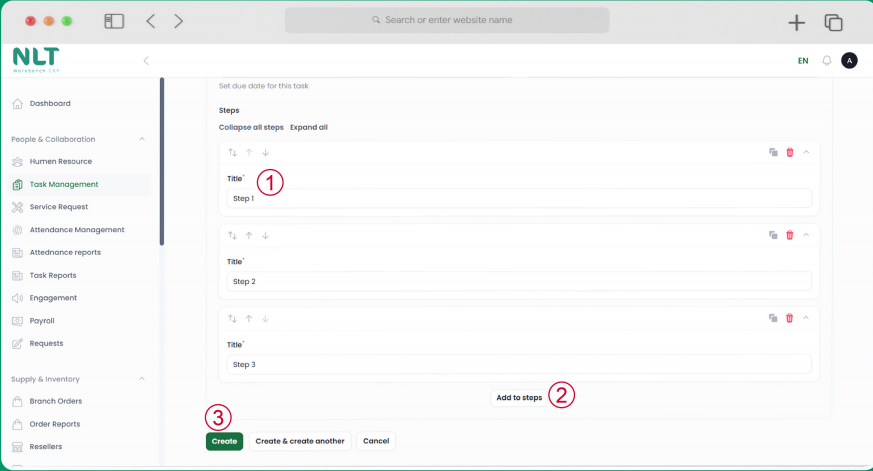 Search or enter website name
NLT
Workbench ERP
EN
A
Set due date for this task
Dashboard
Steps
Collapse all steps Expand all
People & Collaboration
Humen Resource
Task Management
Service Request
Attendance Management
Attednance reports
Task Reports
Engagement
Payroll
Requests
Supply & Inventory
Branch Orders
Order Reports
Resellers
Title*
1
Step 1
Title*
Step 2
Title*
Step 3
Add to steps
2
3
Create
Create & create another
Cancel